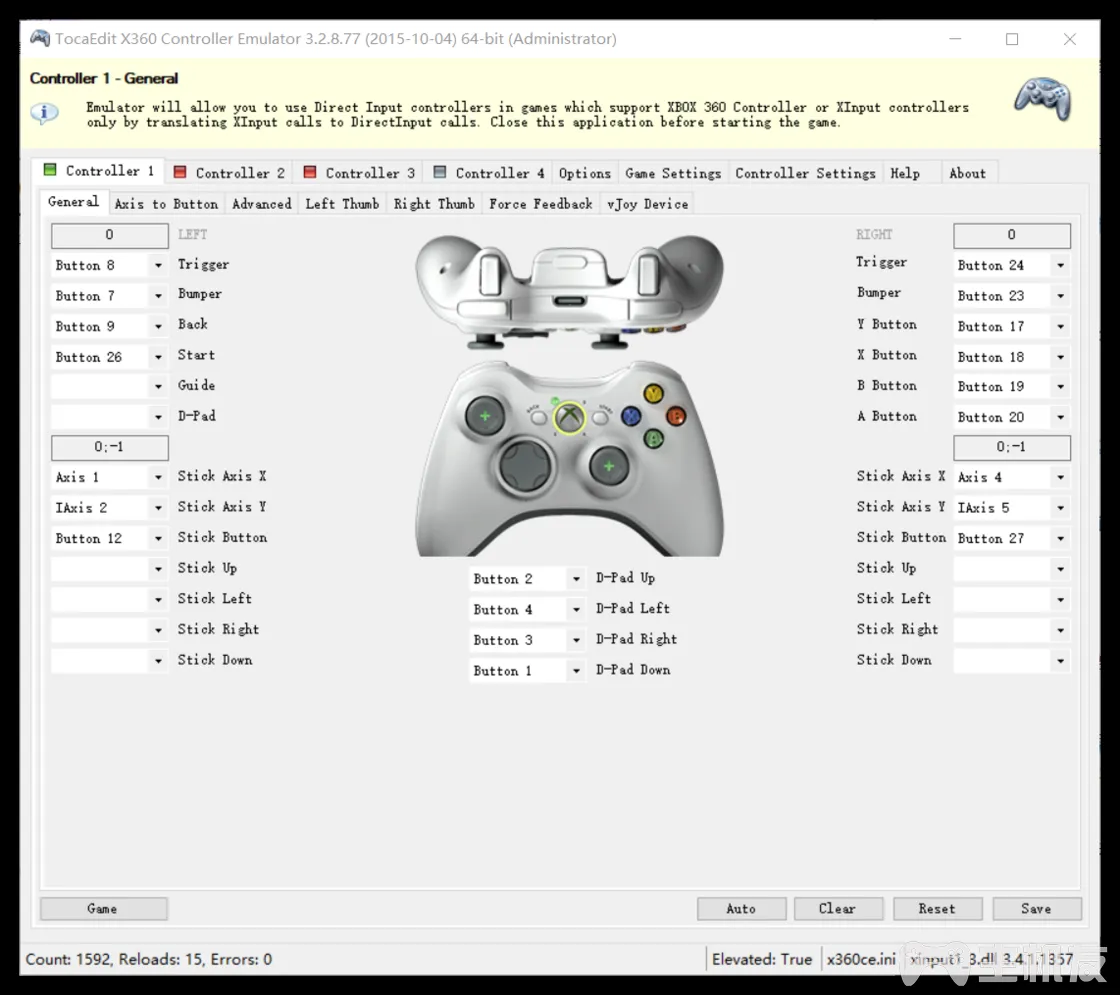 TocaEdit X360 Controller Emulator 3.2.8.77 (2015-10-04) 64-bit (Administrator)
Controller 1 - General
Emulator will allow you to use Direct Input controllers in games which support XBOX 360 Controller or XInput controllers
only by translating XInput calls to DirectInput calls. Close this application before starting the game.
Controller 1 Controller 2 Controller 3 Controller 4 Options Game Settings Controller Settings Help About
General Axis to Button Advanced Left Thumb Right Thumb Force Feedback vJoy Device
0 LEFT RIGHT 0
Button 8 Trigger Trigger Button 24
Button 7 Bumper Bumper Button 23
Button 9 Back Y Button Button 17
Button 26 Start X Button Button 18
Guide B Button Button 19
D-Pad A Button Button 20
0;-1 0;-1
Axis 1 Stick Axis X Stick Axis X Axis 4
IAxis 2 Stick Axis Y Stick Axis Y IAxis 5
Button 12 Stick Button Stick Button Button 27
Stick Up Button 2 D-Pad Up Stick Up
Stick Left Button 4 D-Pad Left Stick Left
Stick Right Button 3 D-Pad Right Stick Right
Stick Down Button 1 D-Pad Down Stick Down
Game Auto Clear Reset Save
Count: 1592, Reloads: 15, Errors: 0 Elevated: True x360ce.ini xinput1_3.dll 3.4.1.1357